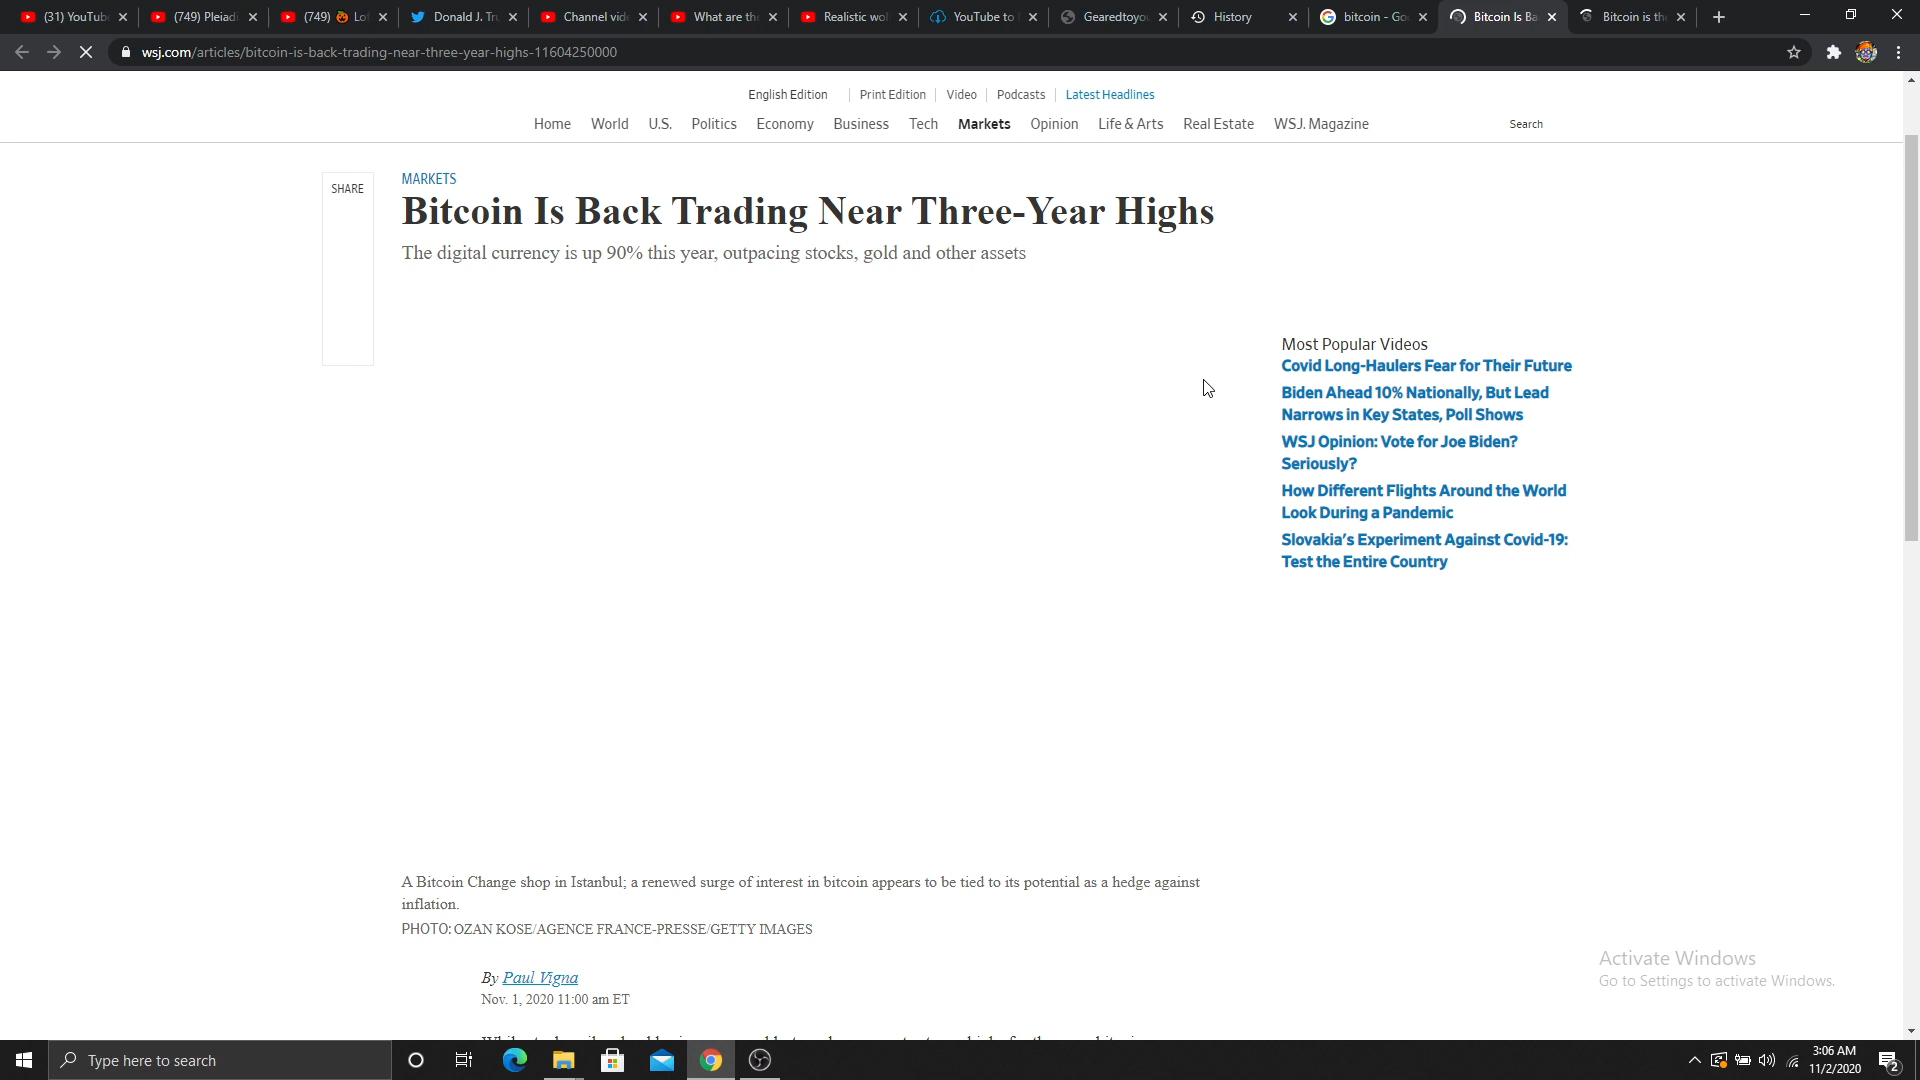 (31) YouTub
(749) Pleiadi
(749) 🎃 Lof
Donald J. Tru
Channel vide
What are the
Realistic wol
YouTube to
Gearedtoyou
History
bitcoin - Goo
Bitcoin Is Ba
Bitcoin is the
wsj.com/articles/bitcoin-is-back-trading-near-three-year-highs-11604250000
English Edition
Print Edition
Video
Podcasts
Latest Headlines
Home World U.S. Politics Economy Business Tech Markets Opinion Life & Arts Real Estate WSJ. Magazine
Search
SHARE
MARKETS
Bitcoin Is Back Trading Near Three-Year Highs
The digital currency is up 90% this year, outpacing stocks, gold and other assets
Most Popular Videos
Covid Long-Haulers Fear for Their Future
Biden Ahead 10% Nationally, But Lead
Narrows in Key States, Poll Shows
WSJ Opinion: Vote for Joe Biden?
Seriously?
How Different Flights Around the World
Look During a Pandemic
Slovakia's Experiment Against Covid-19:
Test the Entire Country
A Bitcoin Change shop in Istanbul; a renewed surge of interest in bitcoin appears to be tied to its potential as a hedge against
inflation.
PHOTO: OZAN KOSE/AGENCE FRANCE-PRESSE/GETTY IMAGES
By Paul Vigna
Nov. 1, 2020 11:00 am ET
Activate Windows
Go to Settings to activate Windows.
Type here to search
3:06 AM
11/2/2020
2